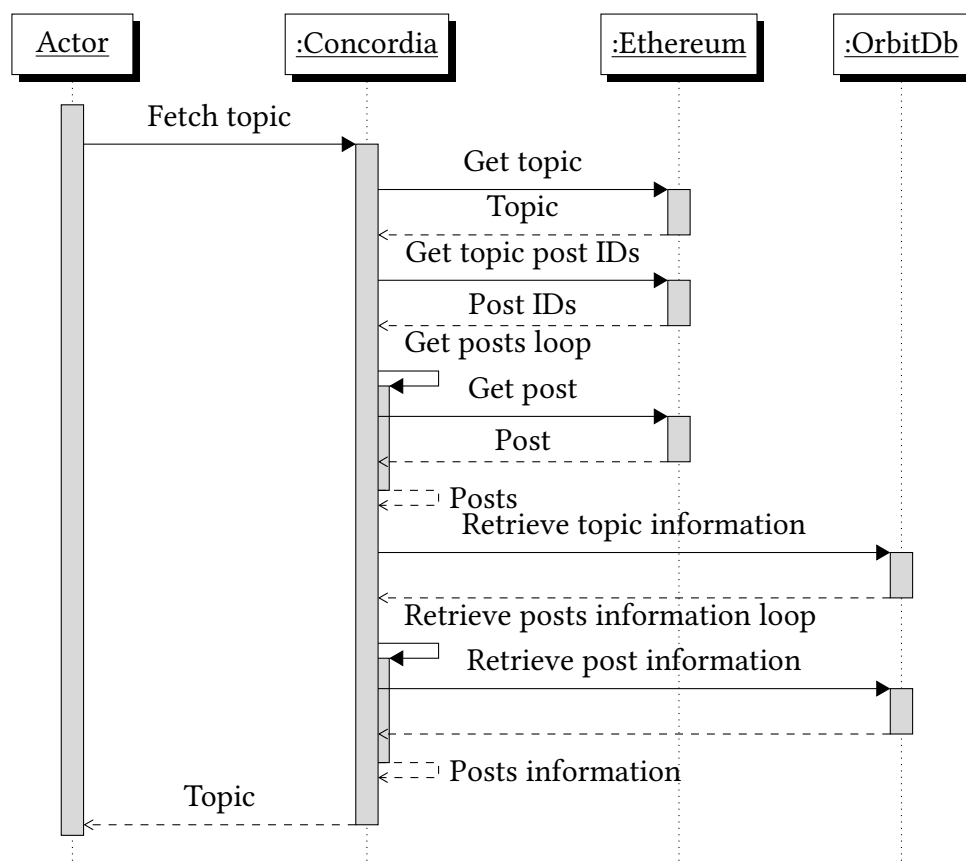 Actor
:Concordia
:Ethereum
:OrbitDb
Fetch topic
Get topic
Topic
Get topic post IDs
Post IDs
Get posts loop
Get post
Post
Posts
Retrieve topic information
Retrieve posts information loop
Retrieve post information
Posts information
Topic